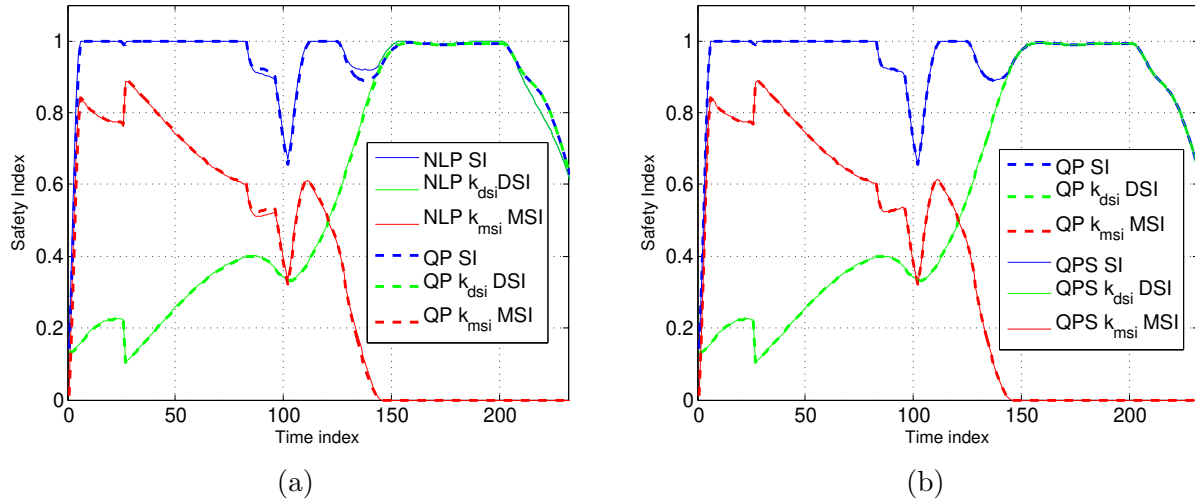 1
0.8
0.6
0.4
0.2
0
0 50 100 150 200
Safety Index
Time index
NLP SI
NLP k_dsi DSI
NLP k_msi MSI
QP SI
QP k_dsi DSI
QP k_msi MSI
(a)
1
0.8
0.6
0.4
0.2
0
0 50 100 150 200
Safety Index
Time index
QP SI
QP k_dsi DSI
QP k_msi MSI
QPS SI
QPS k_dsi DSI
QPS k_msi MSI
(b)